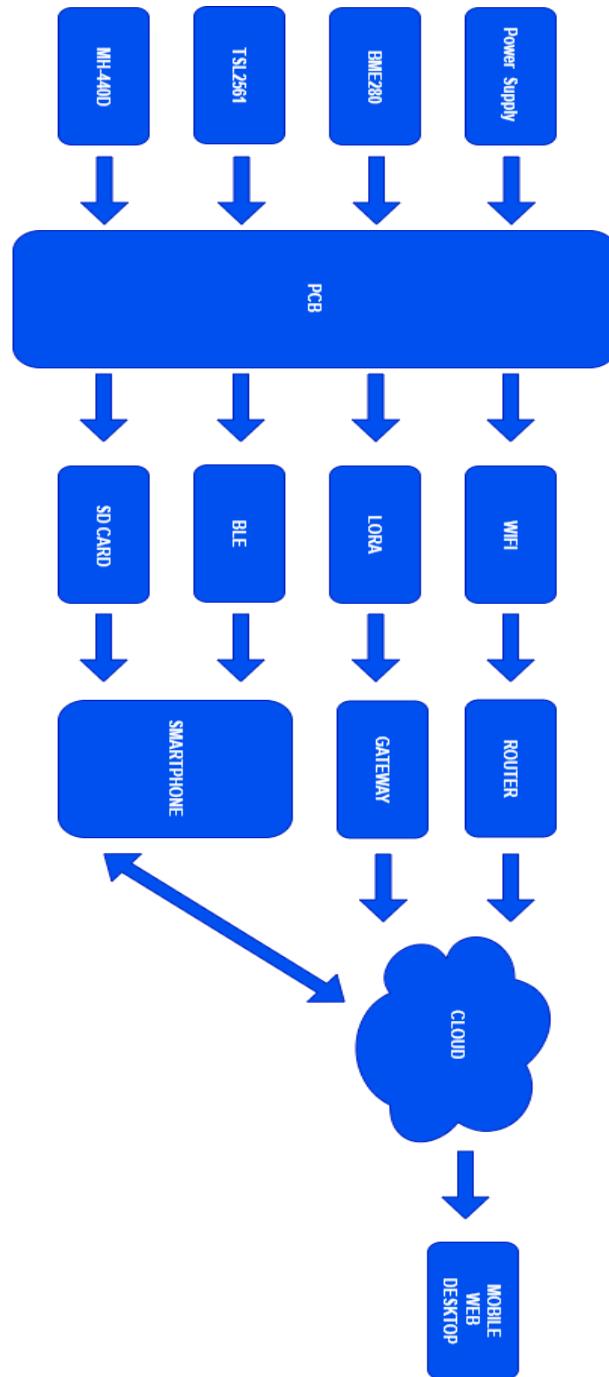 Power Supply
BME280
TSL2561
MH-440D
PCB
WIFI
LORA
BLE
SD CARD
ROUTER
GATEWAY
SMARTPHONE
CLOUD
MOBILE
WEB
DESKTOP